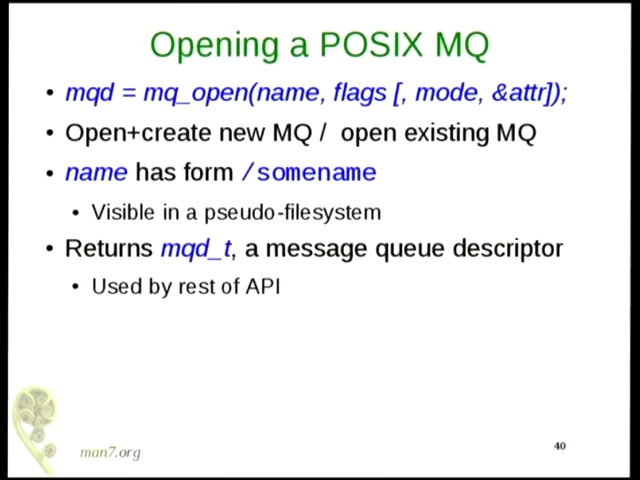 Opening a POSIX MQ
• mqd = mq_open(name, flags [, mode, &attr]);
• Open+create new MQ / open existing MQ
• name has form /somename
• Visible in a pseudo-filesystem
• Returns mqd_t, a message queue descriptor
• Used by rest of API
man7.org
40